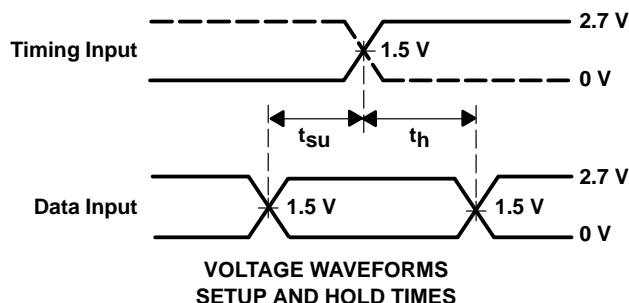 2.7 V
Timing Input
1.5 V
0 V
tsu
th
2.7 V
Data Input
1.5 V
1.5 V
0 V
VOLTAGE WAVEFORMS
SETUP AND HOLD TIMES